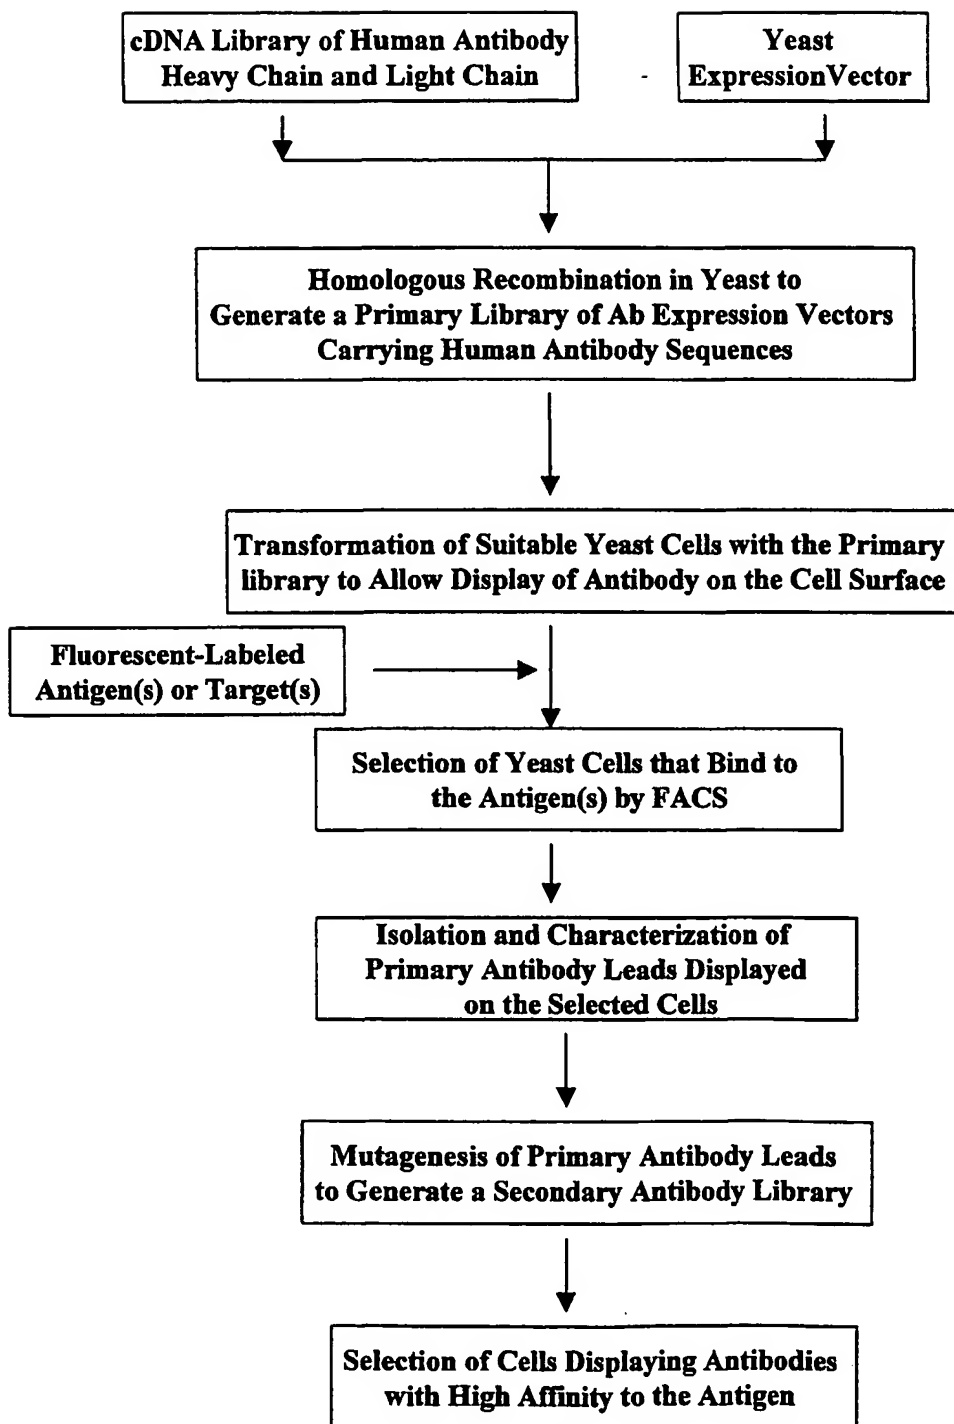 cDNA Library of Human Antibody
Heavy Chain and Light Chain
Yeast
ExpressionVector
Homologous Recombination in Yeast to
Generate a Primary Library of Ab Expression Vectors
Carrying Human Antibody Sequences
Transformation of Suitable Yeast Cells with the Primary
library to Allow Display of Antibody on the Cell Surface
Fluorescent-Labeled
Antigen(s) or Target(s)
Selection of Yeast Cells that Bind to
the Antigen(s) by FACS
Isolation and Characterization of
Primary Antibody Leads Displayed
on the Selected Cells
Mutagenesis of Primary Antibody Leads
to Generate a Secondary Antibody Library
Selection of Cells Displaying Antibodies
with High Affinity to the Antigen